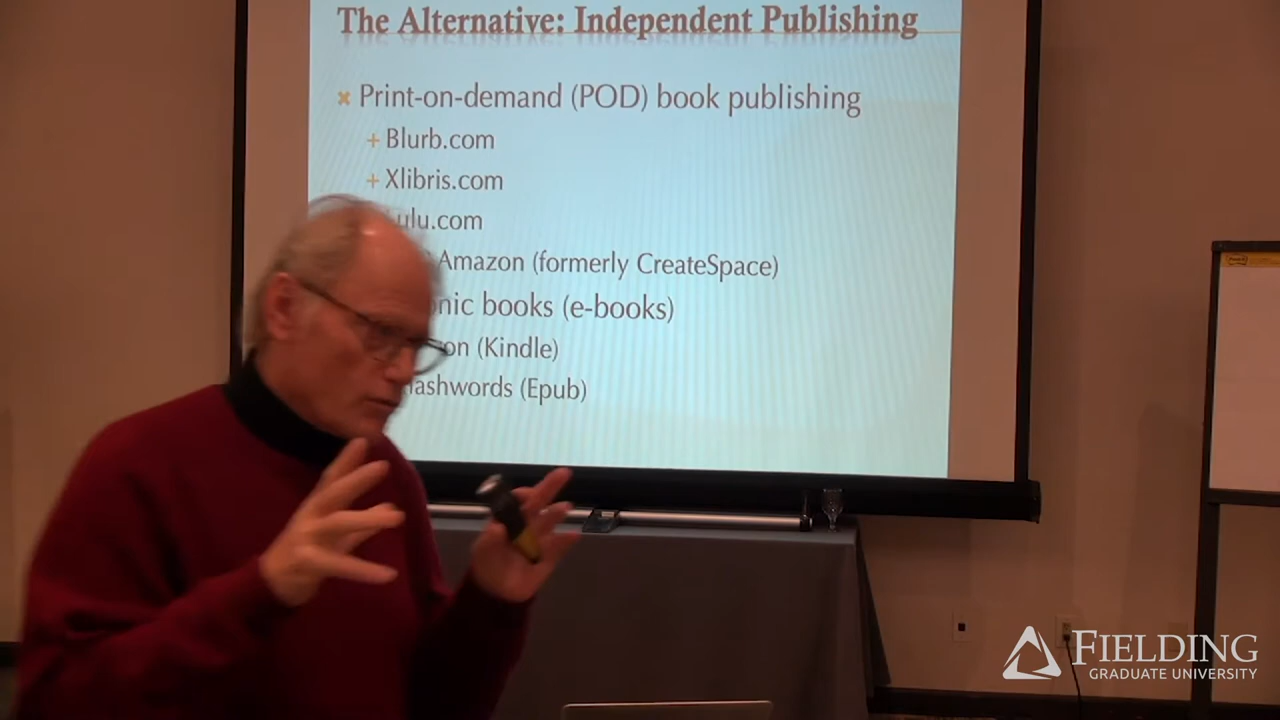 The Alternative: Independent Publishing
× Print-on-demand (POD) book publishing
+ Blurb.com
+ Xlibris.com
ulu.com
Amazon (formerly CreateSpace)
nic books (e-books)
on (Kindle)
ashwords (Epub)
FIELDING
GRADUATE UNIVERSITY